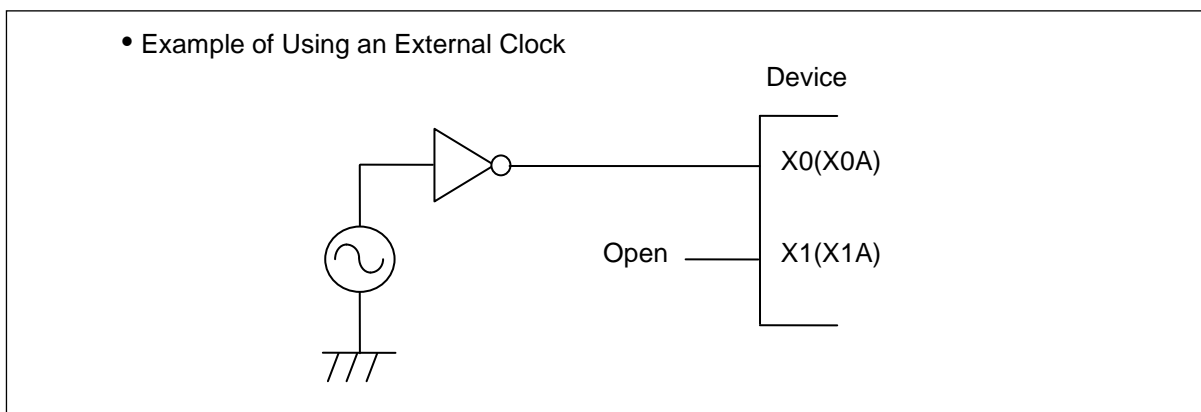 • Example of Using an External Clock
Device
X0(X0A)
Open
X1(X1A)